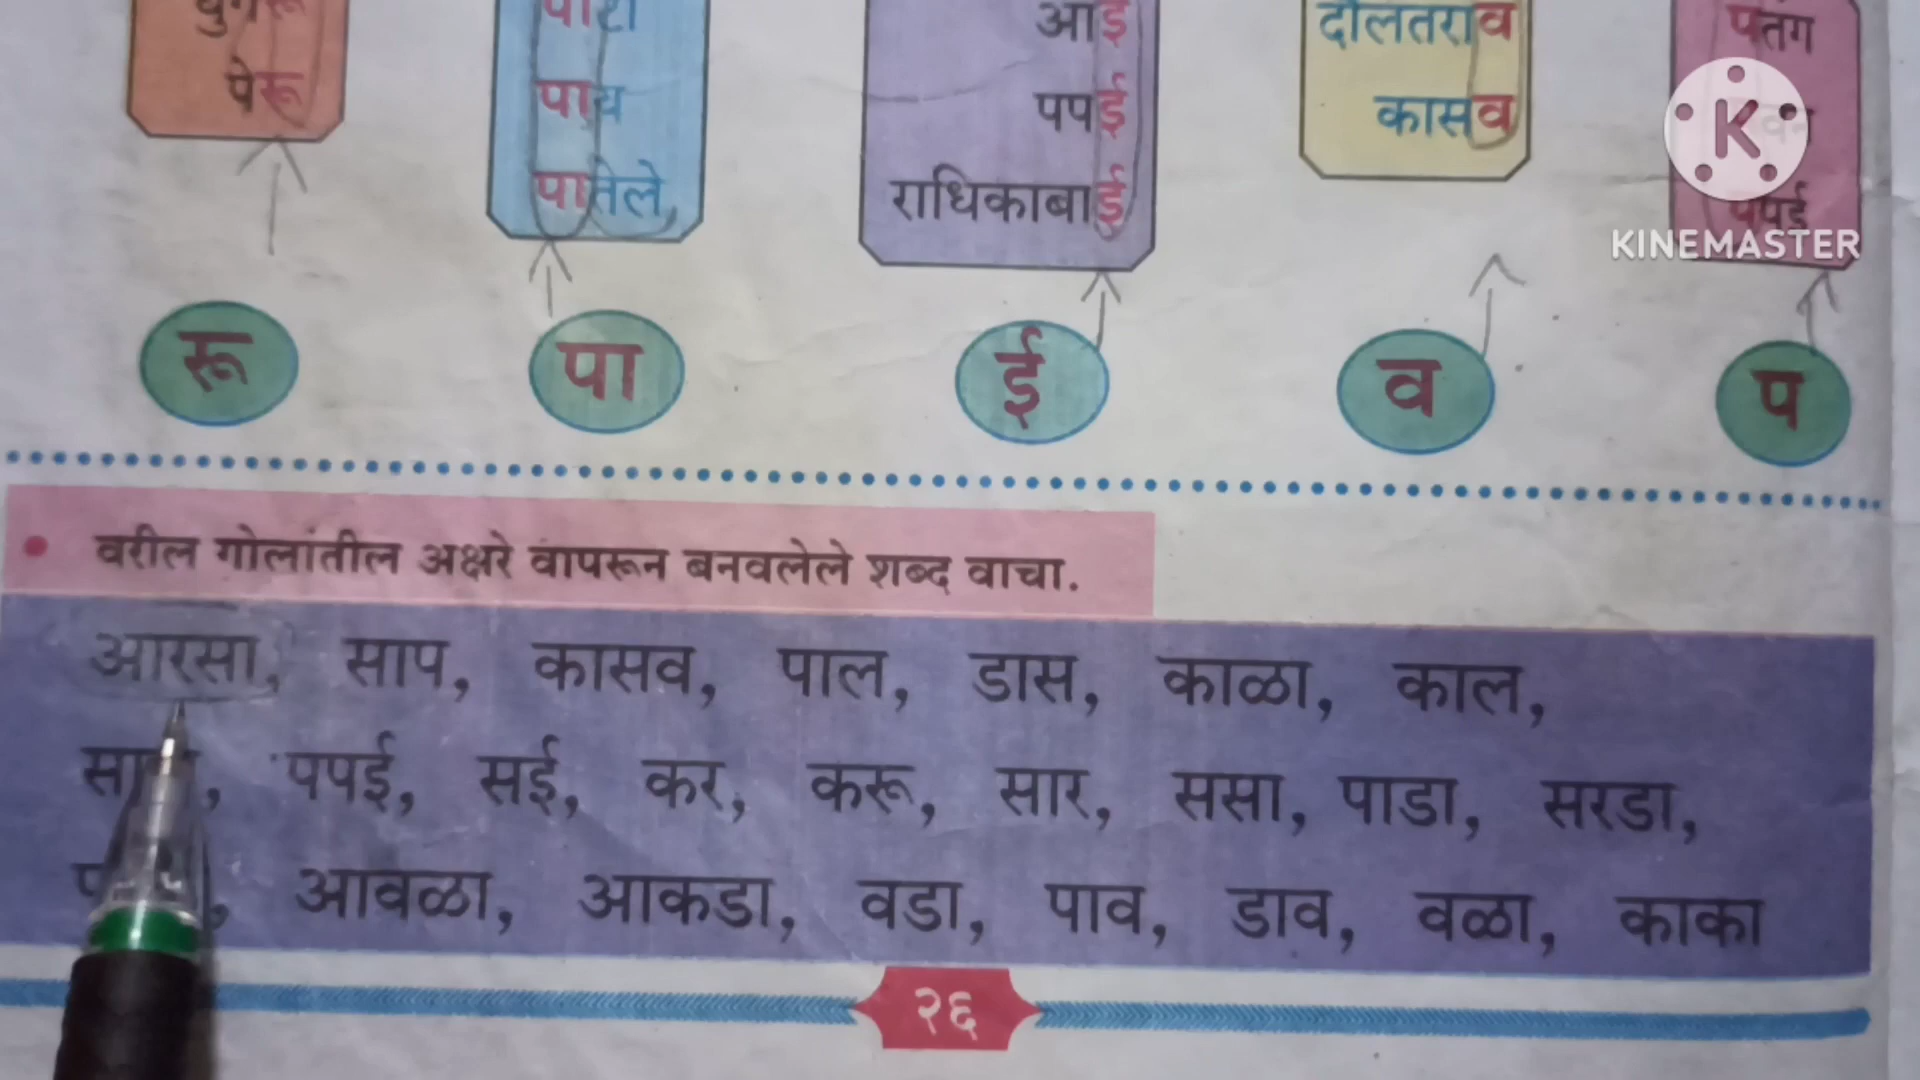 पाटी आई दौलतराव पतंग
पेरू पाय पपई कासव
पातेले राधिकाबाई पपई
KINEMASTER
रू पा ई व प
• वरील गोलांतील अक्षरे वापरून बनवलेले शब्द वाचा.
आरसा, साप, कासव, पाल, डास, काळा, काल,
पपई, सई, कर, करू, सार, ससा, पाडा, सरडा,
आवळा, आकडा, वडा, पाव, डाव, वळा, काका
२६